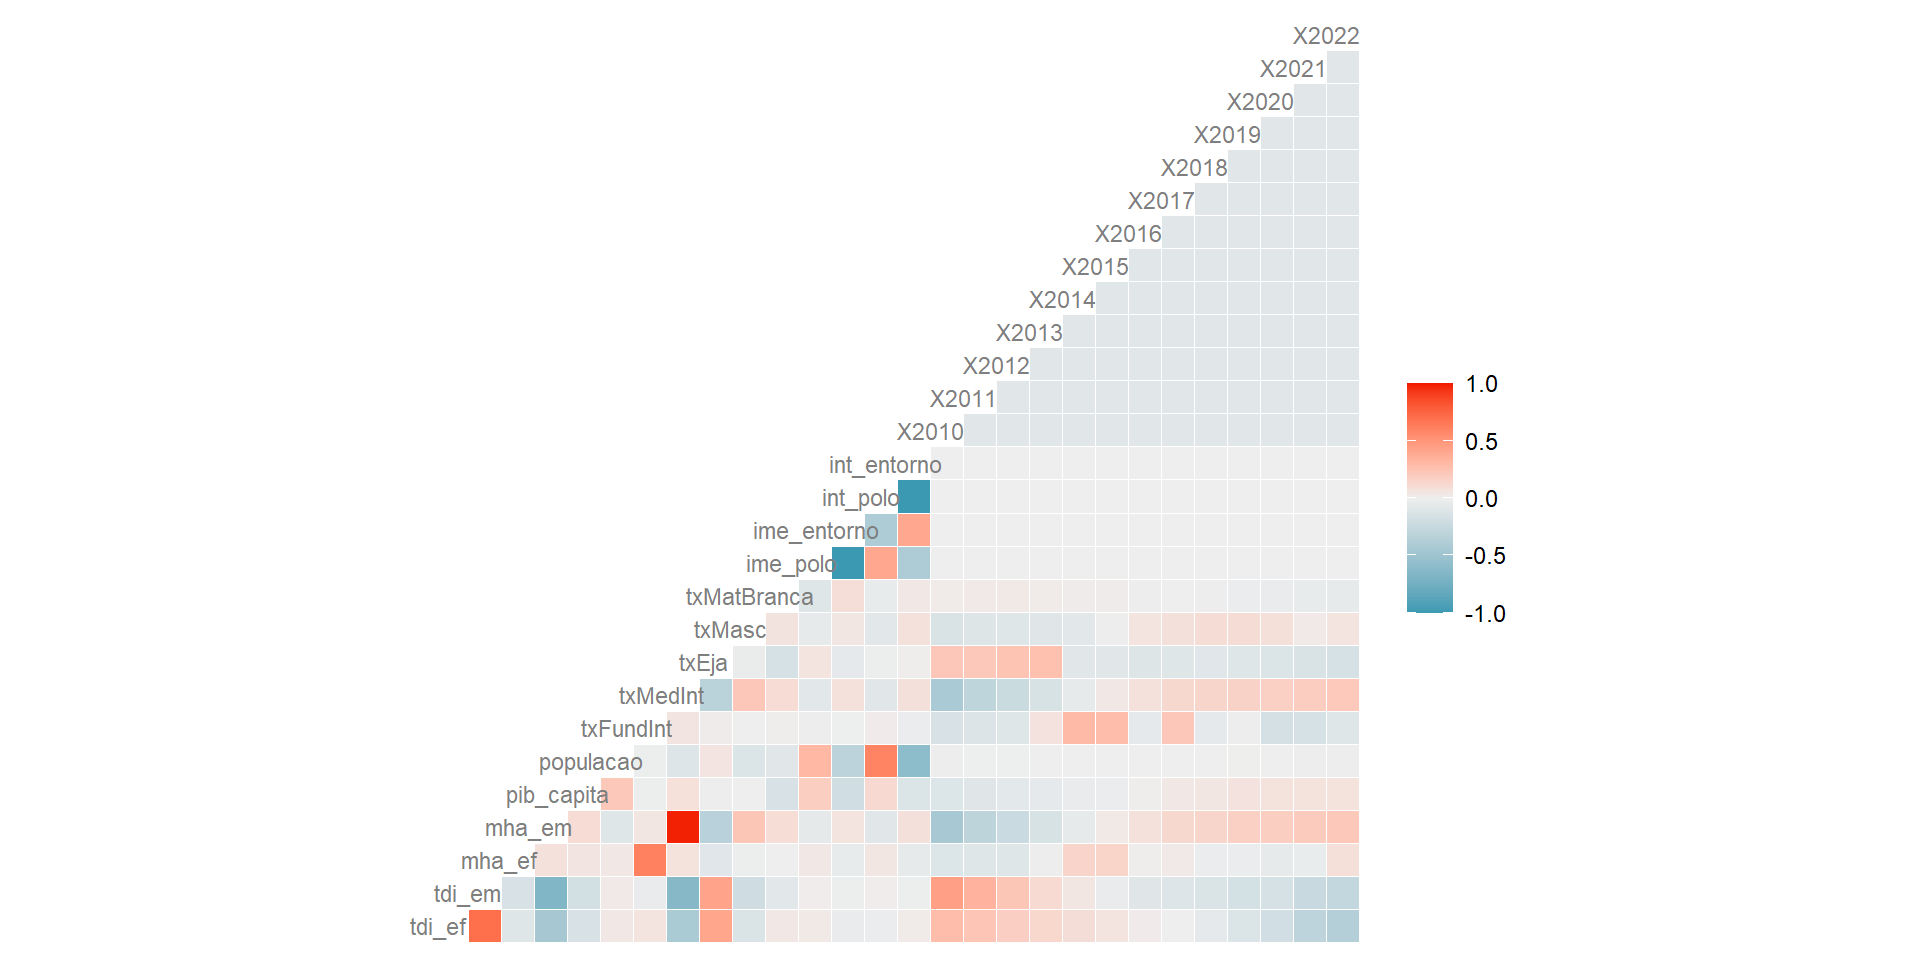 X2022
X2021
X2020
X2019
X2018
X2017
X2016
X2015
X2014
X2013
X2012
X2011
X2010
int_entorno
int_polo
ime_entorno
ime_polo
txMatBranca
txMasc
txEja
txMedInt
txFundInt
populacao
pib_capita
mha_em
mha_ef
tdi_em
tdi_ef
1.0
0.5
0.0
-0.5
-1.0